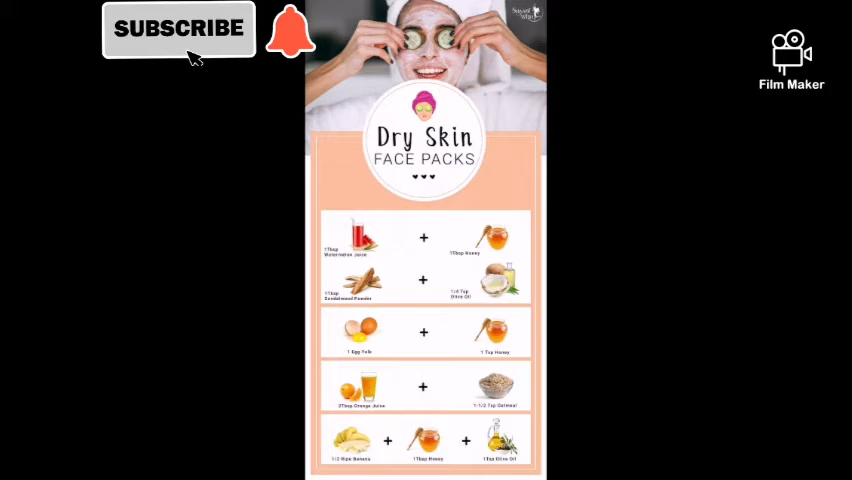 SUBSCRIBE
Film Maker
Dry Skin
FACE PACKS
1Tbsp
Watermelon Juice
+
1Tbsp Honey
1Tbsp
Sandalwood Powder
+
1/4 Tsp
Olive Oil
1 Egg Yolk
+
1 Tsp Honey
2Tbsp Orange Juice
+
1-1/2 Tsp Oatmeal
1/2 Ripe Banana
+
1Tbsp Honey
+
1Tsp Olive Oil